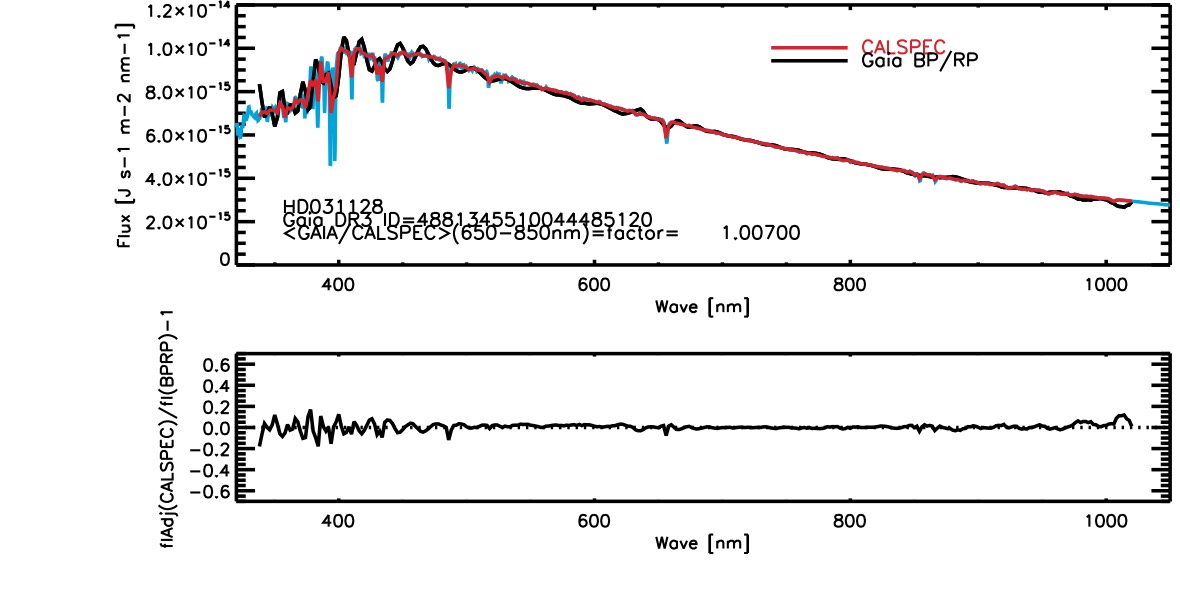 1.2×10−14
1.0×10−14
8.0×10−15
6.0×10−15
4.0×10−15
2.0×10−15
0
Flux [J s−1 m−2 nm−1]
CALSPEC
Gaia BP/RP
HD031128
Gaia DR3 ID=4881345510044485120
<GAIA/CALSPEC>(650−850nm)=factor= 1.00700
400 600 800 1000
Wave [nm]
flAdj(CALSPEC)/fl(BPRP)−1
0.6
0.4
0.2
0.0
−0.2
−0.4
−0.6
400 600 800 1000
Wave [nm]